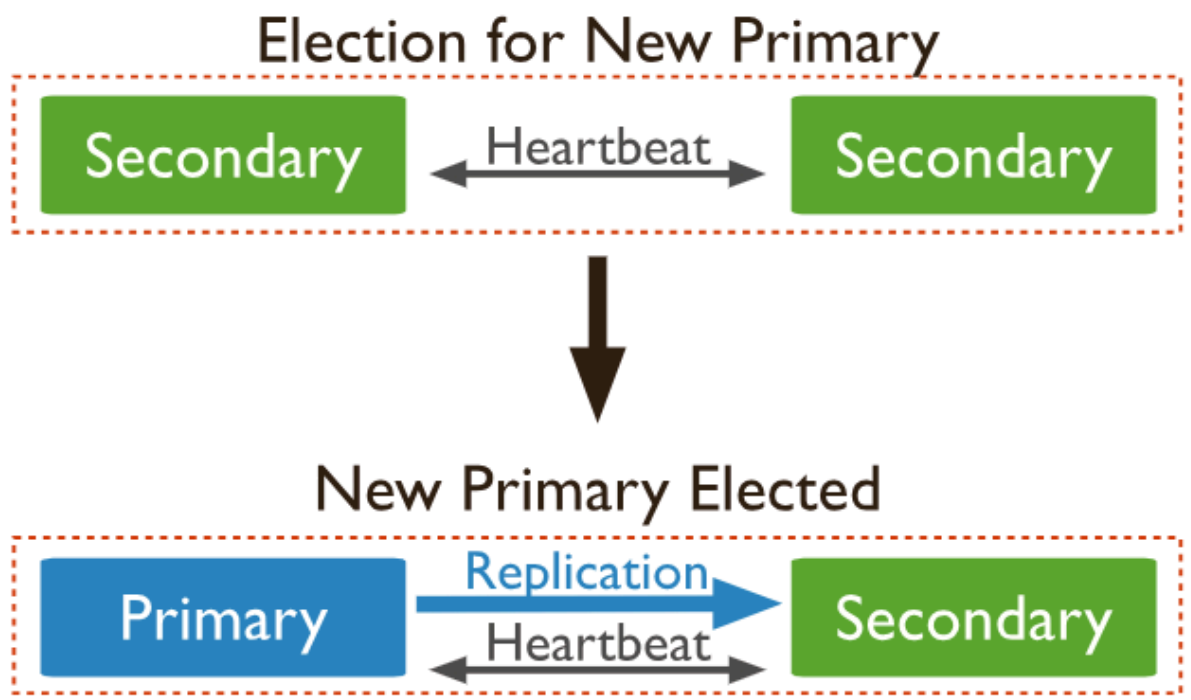 Election for New Primary
Secondary
Heartbeat
Secondary
New Primary Elected
Primary
Replication
Heartbeat
Secondary